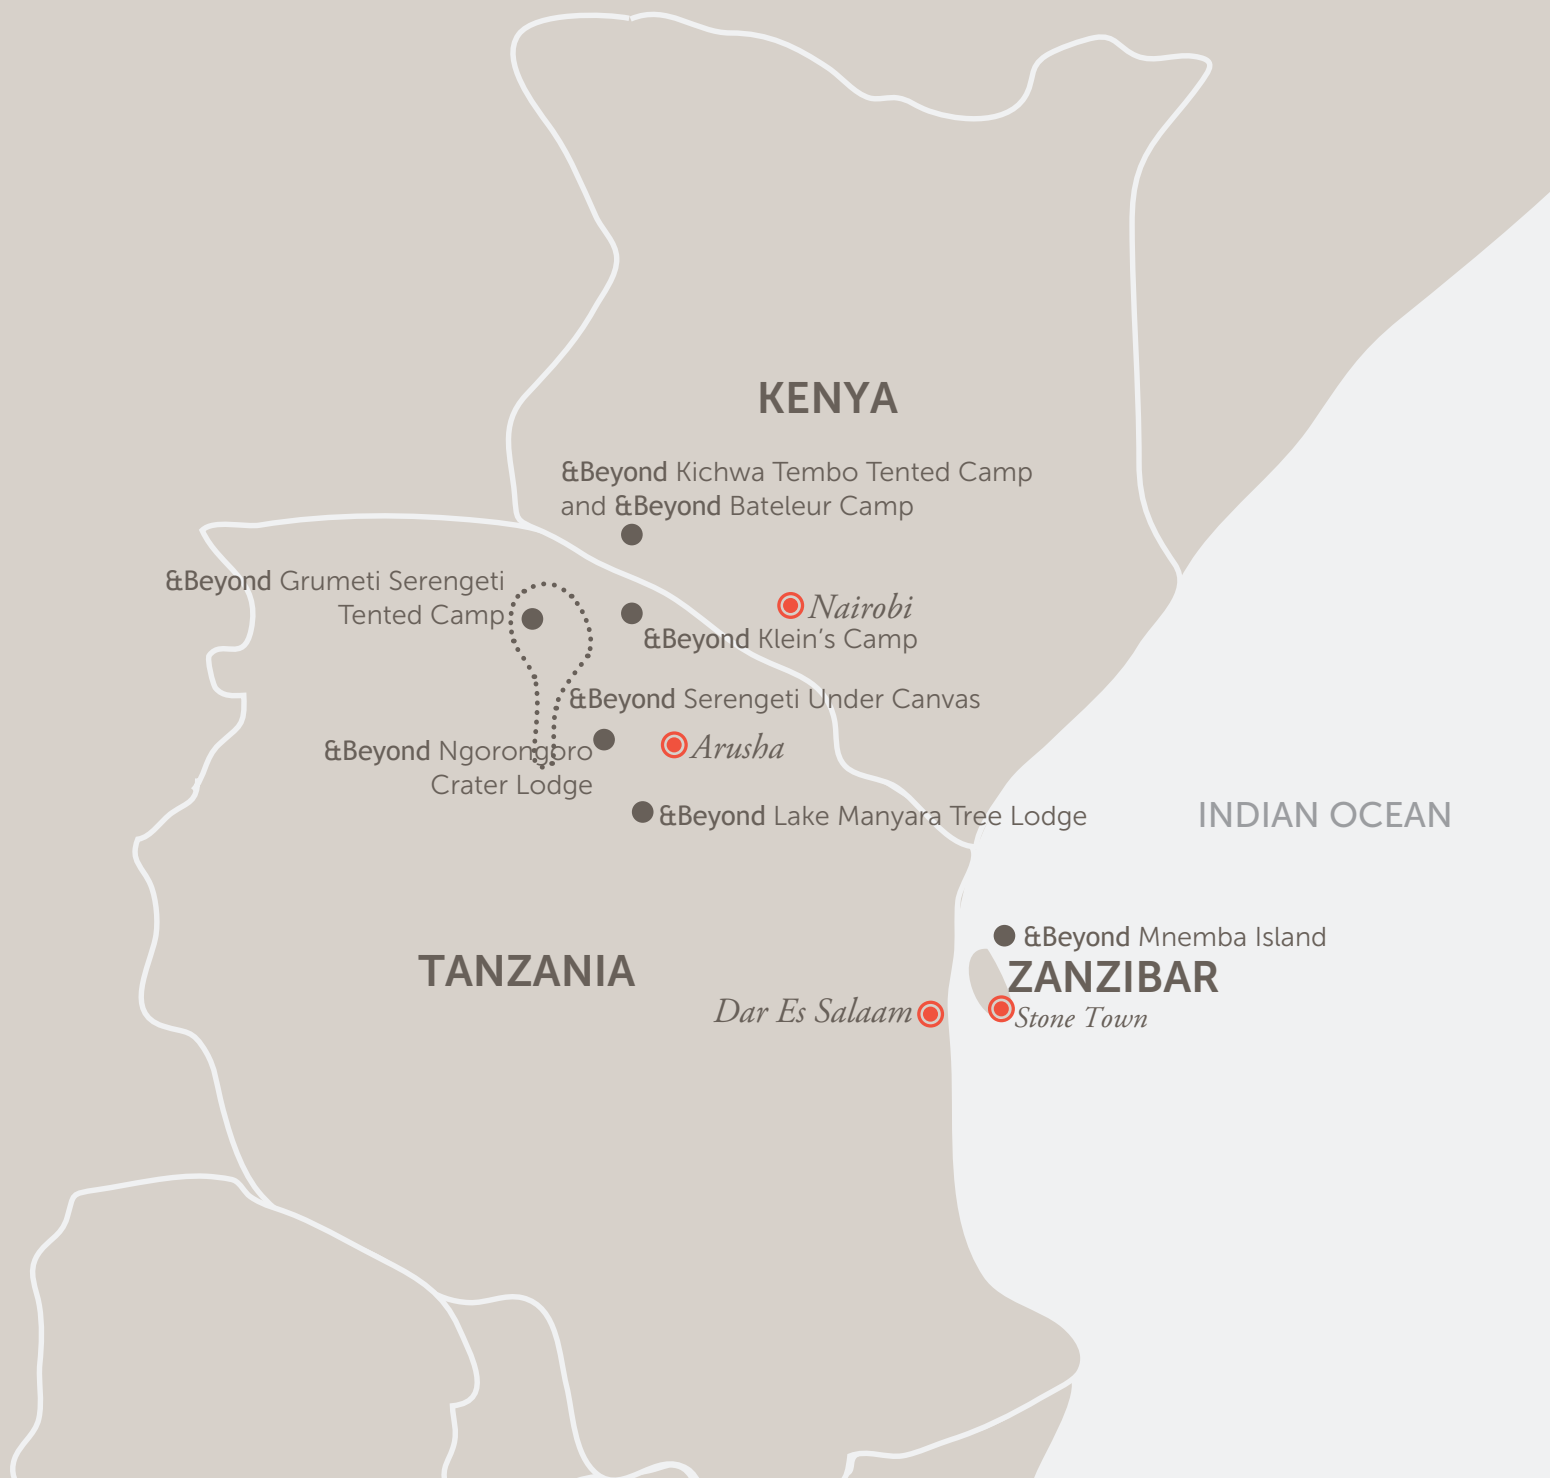 KENYA
&Beyond Kichwa Tembo Tented Camp
and &Beyond Bateleur Camp
&Beyond Grumeti Serengeti
Tented Camp
Nairobi
&Beyond Klein’s Camp
&Beyond Serengeti Under Canvas
&Beyond Ngorongoro
Crater Lodge
Arusha
&Beyond Lake Manyara Tree Lodge
INDIAN OCEAN
&Beyond Mnemba Island
TANZANIA
ZANZIBAR
Dar Es Salaam
Stone Town